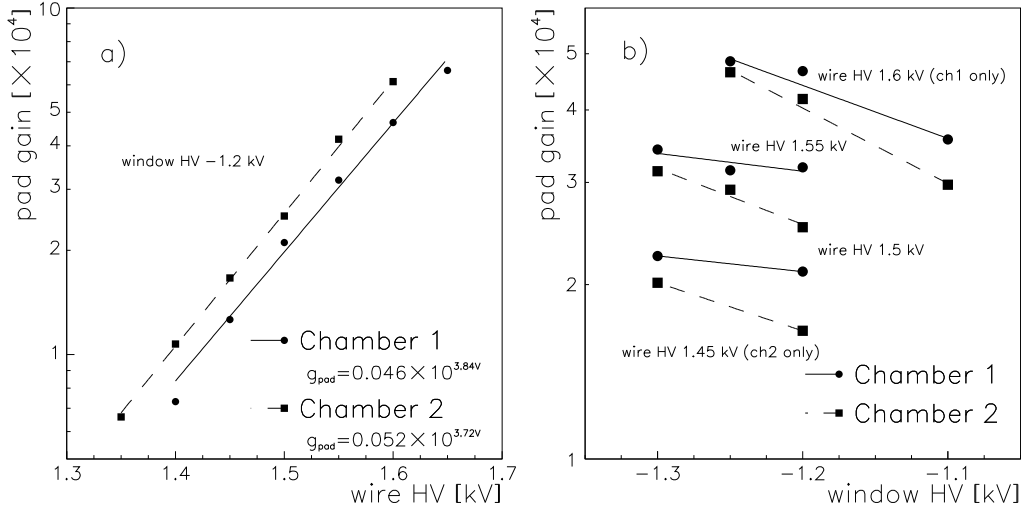 pad gain [×10⁴]
10
5
4
3
2
1
a)
window HV −1.2 kV
Chamber 1
gpad=0.046×10^3.84V
Chamber 2
gpad=0.052×10^3.72V
1.3 1.4 1.5 1.6 1.7
wire HV [kV]
pad gain [×10⁴]
5
4
3
2
1
b)
wire HV 1.6 kV (ch1 only)
wire HV 1.55 kV
wire HV 1.5 kV
wire HV 1.45 kV (ch2 only)
Chamber 1
Chamber 2
−1.3 −1.2 −1.1
window HV [kV]